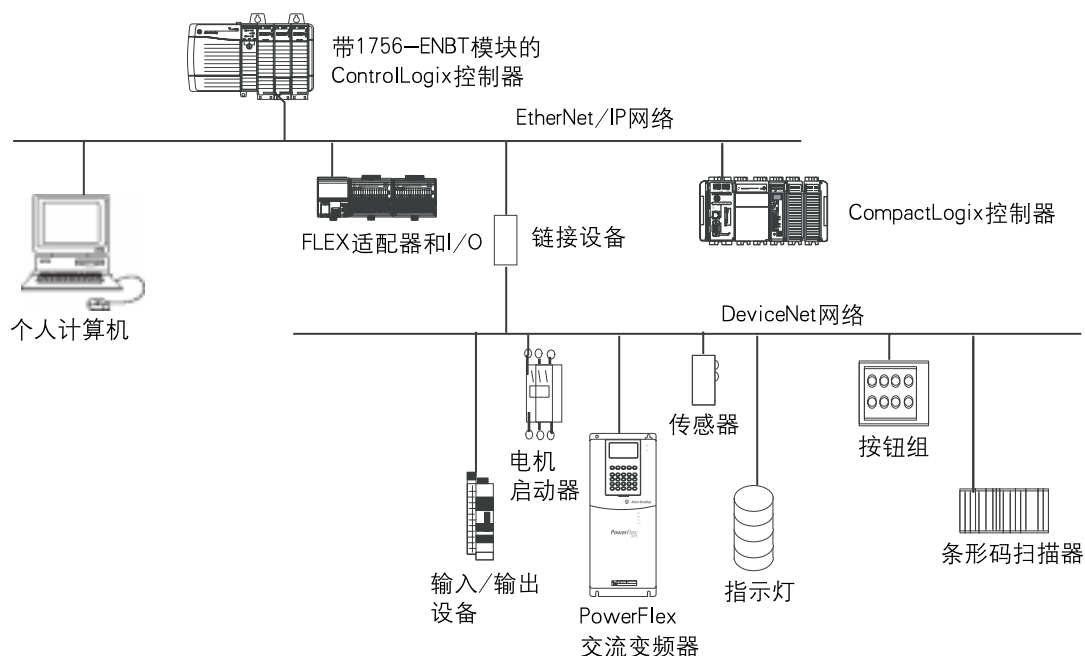 带1756-ENBT模块的
ControlLogix控制器
EtherNet/IP网络
CompactLogix控制器
FLEX适配器和I/O
链接设备
个人计算机
DeviceNet网络
传感器
按钮组
电机
启动器
条形码扫描器
输入/输出
设备
指示灯
PowerFlex
PowerFlex
交流变频器